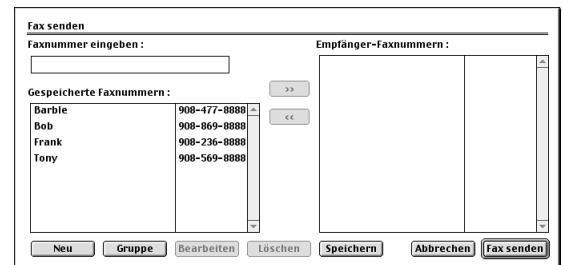 Fax senden
Faxnummer eingeben :
Empfänger-Faxnummern :
>>
Gespeicherte Faxnummern :
<<
Barbie 908-477-8888
Bob 908-869-8888
Frank 908-236-8888
Tony 908-569-8888
Neu Gruppe Bearbeiten Löschen Speichern Abbrechen Fax senden